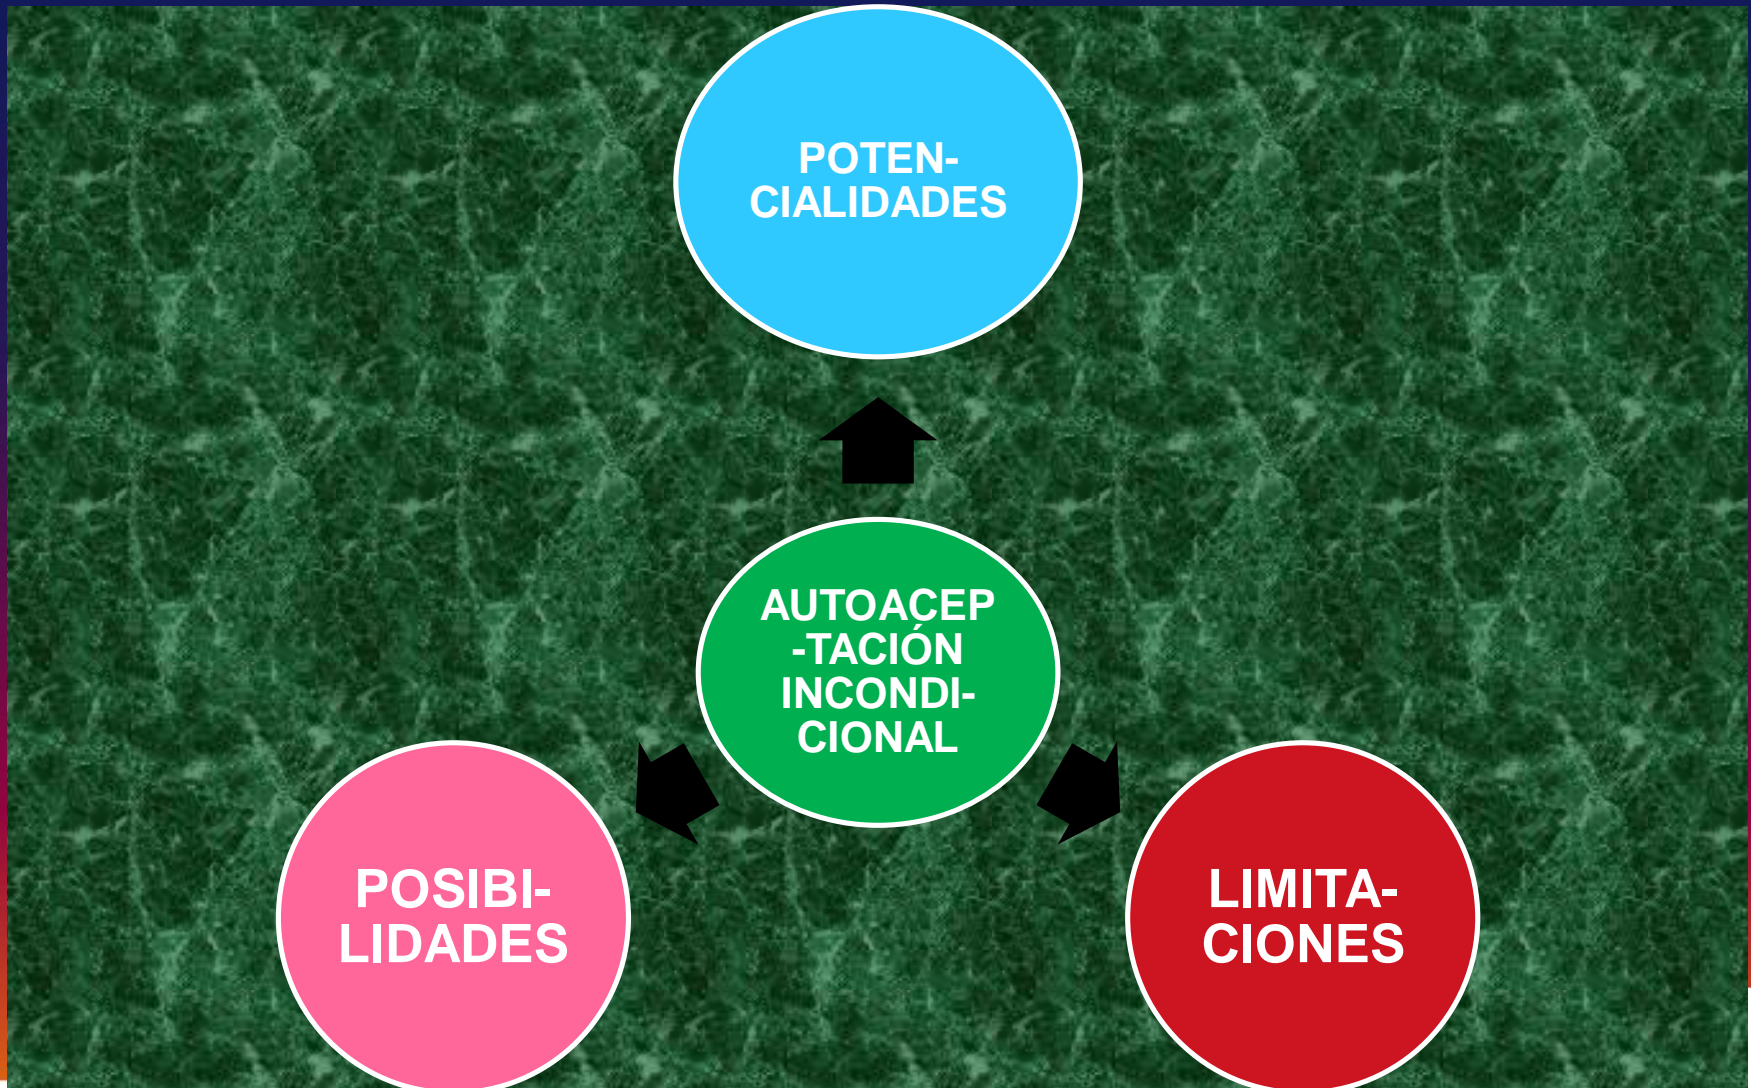 POTEN-
CIALIDADES
AUTOACEP
-TACIÓN
INCONDI-
CIONAL
POSIBI-
LIDADES
LIMITA-
CIONES